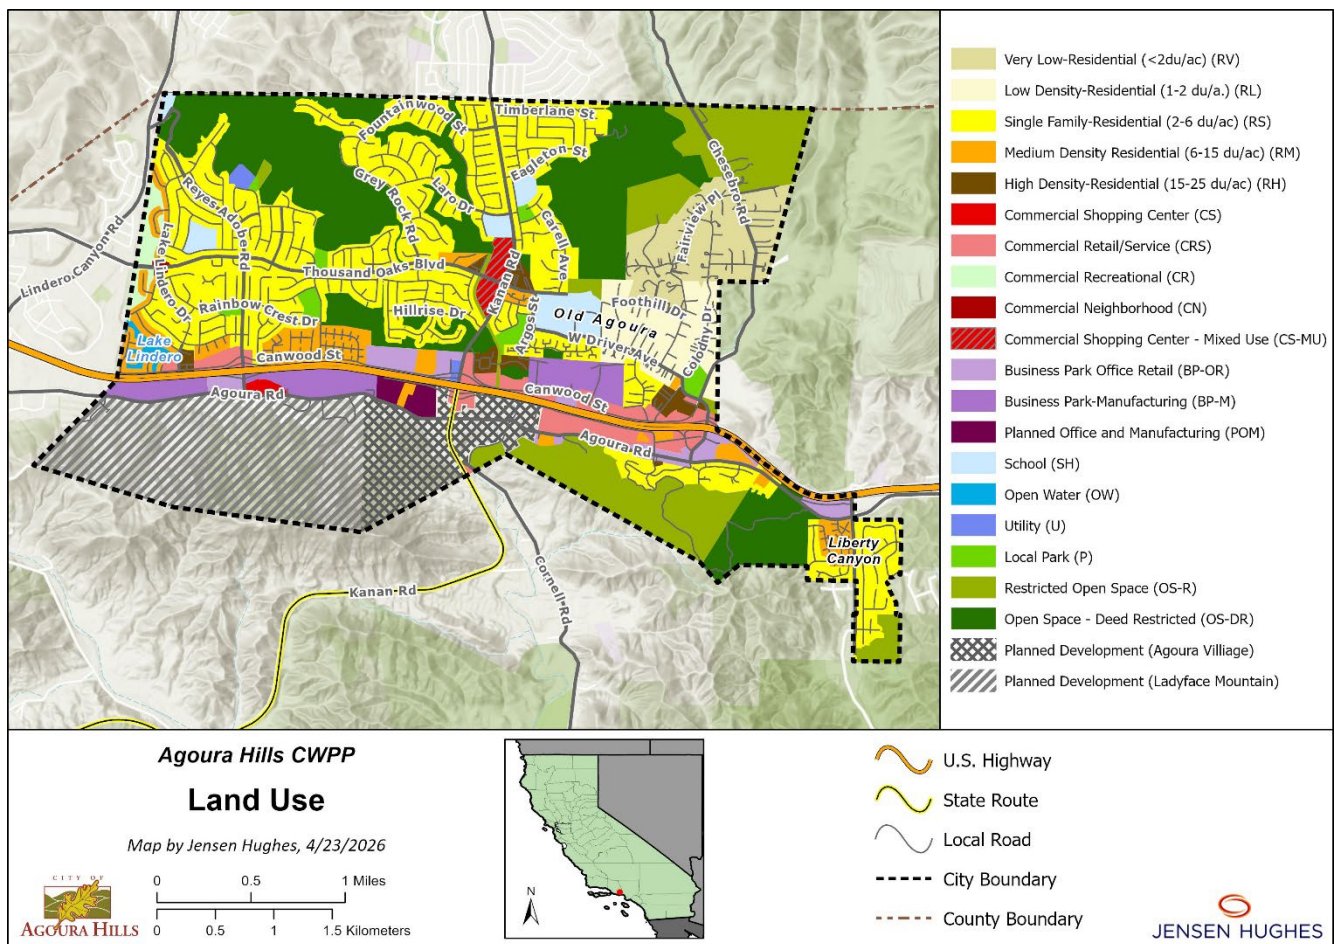 Fountainwood St
Timberlane St
Eagleton St
Chesebro Rd
Reyes Adobe Rd
Grey Rock Rd
Laro Dr
Carell Ave
Fairview Pl
Lindero Canyon Rd
Lake Lindero Dr
Thousand Oaks Blvd
Kanan Rd
Rainbow Crest Dr
Hillrise Dr
Argos St
Foothill Dr
Old Agoura
W Driver Ave
Colodny Dr
Lake
Lindero
Canwood St
Agoura Rd
Canwood St
Agoura Rd
Liberty
Canyon
Kanan Rd
Cornell Rd
Very Low-Residential (<2du/ac) (RV)
Low Density-Residential (1-2 du/a.) (RL)
Single Family-Residential (2-6 du/ac) (RS)
Medium Density Residential (6-15 du/ac) (RM)
High Density-Residential (15-25 du/ac) (RH)
Commercial Shopping Center (CS)
Commercial Retail/Service (CRS)
Commercial Recreational (CR)
Commercial Neighborhood (CN)
Commercial Shopping Center - Mixed Use (CS-MU)
Business Park Office Retail (BP-OR)
Business Park-Manufacturing (BP-M)
Planned Office and Manufacturing (POM)
School (SH)
Open Water (OW)
Utility (U)
Local Park (P)
Restricted Open Space (OS-R)
Open Space - Deed Restricted (OS-DR)
Planned Development (Agoura Villiage)
Planned Development (Ladyface Mountain)
Agoura Hills CWPP
Land Use
Map by Jensen Hughes, 4/23/2026
CITY OF
AGOURA HILLS
0 0.5 1 Miles
0 0.5 1 1.5 Kilometers
N
U.S. Highway
State Route
Local Road
City Boundary
County Boundary
JENSEN HUGHES